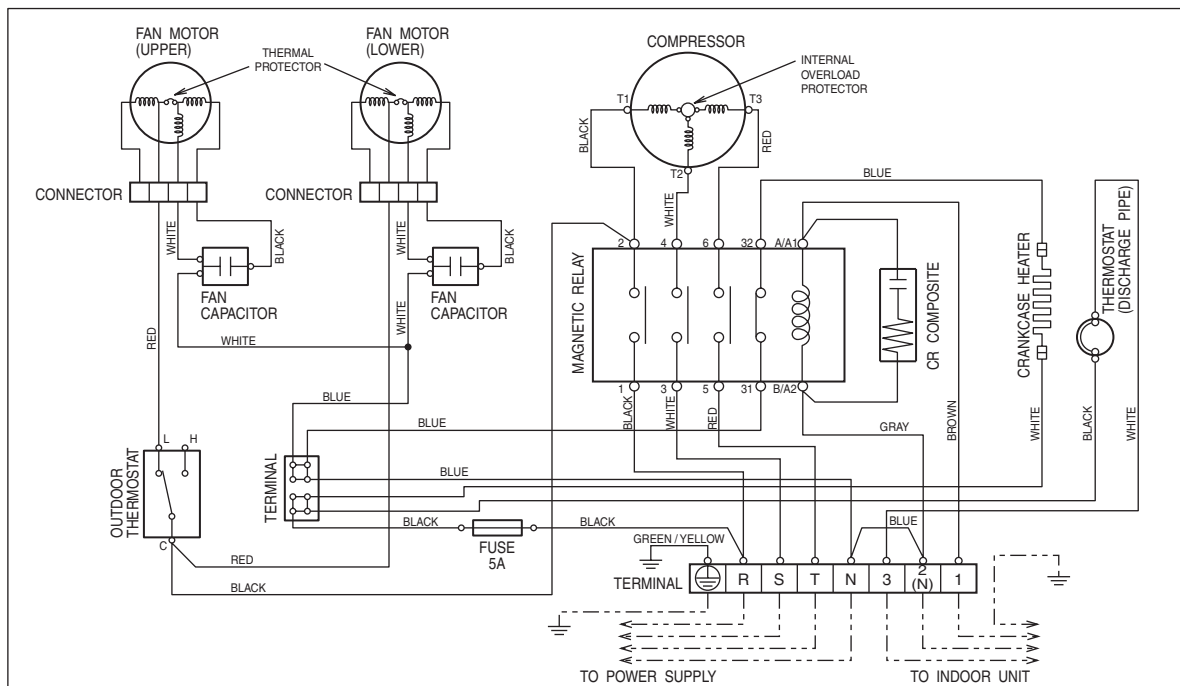 FAN MOTOR
(UPPER)
THERMAL
PROTECTOR
FAN MOTOR
(LOWER)
COMPRESSOR
INTERNAL
OVERLOAD
PROTECTOR
T1
T3
T2
BLACK
RED
WHITE
BLUE
CONNECTOR
CONNECTOR
WHITE
BLACK
WHITE
BLACK
FAN
CAPACITOR
FAN
CAPACITOR
RED
WHITE
WHITE
2
4
6
32
A/A1
MAGNETIC RELAY
1
3
5
31
B/A2
CR COMPOSITE
CRANKCASE HEATER
THERMOSTAT
(DISCHARGE PIPE)
BLUE
BLUE
BLACK
WHITE
RED
GRAY
BROWN
WHITE
BLACK
WHITE
L
H
C
OUTDOOR
THERMOSTAT
TERMINAL
BLUE
BLACK
FUSE
5A
BLACK
RED
BLACK
GREEN/YELLOW
BLUE
TERMINAL
R
S
T
N
3
2
(N)
1
TO POWER SUPPLY
TO INDOOR UNIT